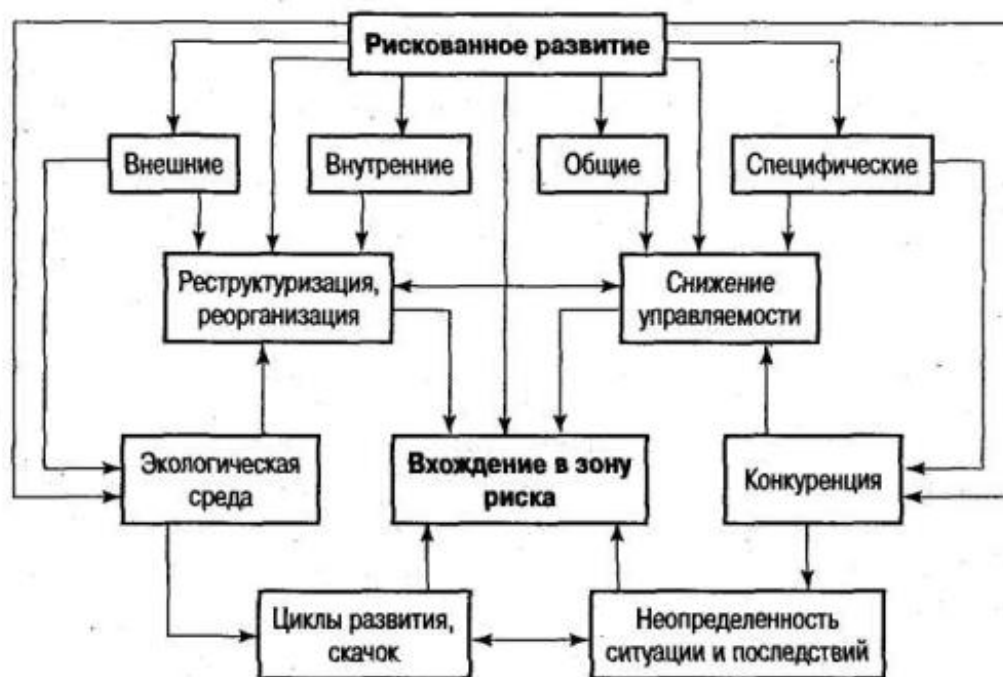 Рискованное развитие
Внешние
Внутренние
Общие
Специфические
Реструктуризация,
реорганизация
Снижение
управляемости
Экологическая
среда
Вхождение в зону
риска
Конкуренция
Циклы развития,
скачок
Неопределенность
ситуации и последствий